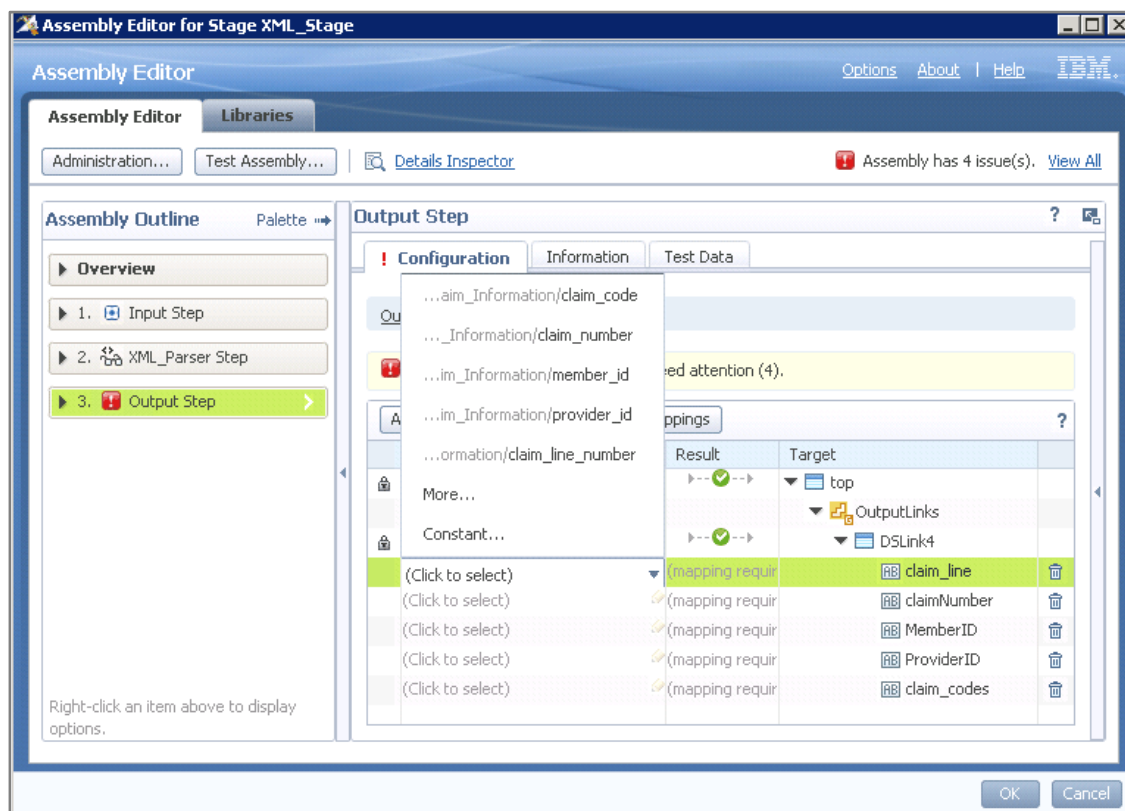 Assembly Editor for Stage XML_Stage
Assembly Editor
Options About | Help IBM.
Assembly Editor Libraries
Administration... Test Assembly... Details Inspector Assembly has 4 issue(s). View All
Assembly Outline Palette
Overview
1. Input Step
2. XML_Parser Step
3. Output Step
Right-click an item above to display
options.
Output Step ?
! Configuration Information Test Data
Ou
...aim_Information/claim_code
..._Information/claim_number
...im_Information/member_id
...im_Information/provider_id
...ormation/claim_line_number
More...
Constant...
eed attention (4).
A ppings ?
Result Target
top
OutputLinks
DSLink4
(Click to select) (mapping requir claim_line
(Click to select) (mapping requir claimNumber
(Click to select) (mapping requir MemberID
(Click to select) (mapping requir ProviderID
(Click to select) (mapping requir claim_codes
OK Cancel